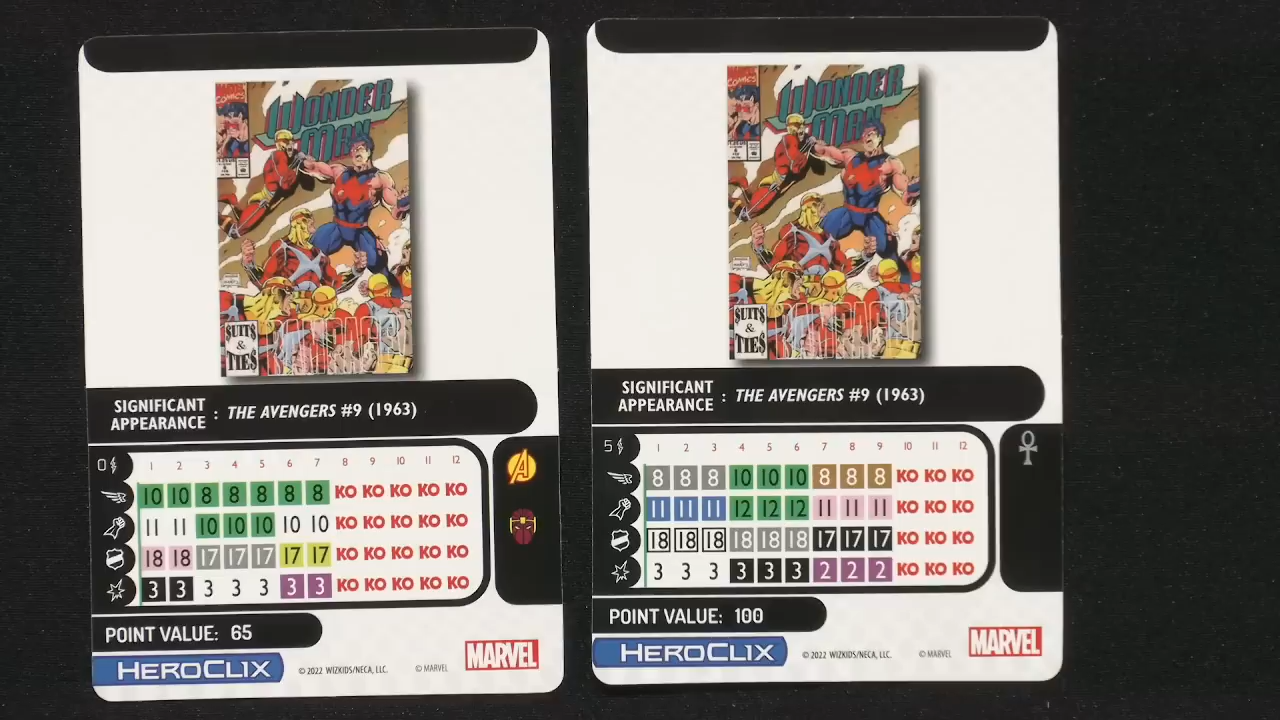 MARVEL COMICS
WONDER
MAN
SUITS
&
TIES
SIGNIFICANT
APPEARANCE : THE AVENGERS #9 (1963)
0 1 2 3 4 5 6 7 8 9 10 11 12
10 10 8 8 8 8 8 KO KO KO KO KO
11 11 10 10 10 10 10 KO KO KO KO KO
18 18 17 17 17 17 17 KO KO KO KO KO
3 3 3 3 3 3 3 KO KO KO KO KO
POINT VALUE: 65
HEROCLIX
© 2022 WIZKIDS/NECA, LLC. © MARVEL
MARVEL
MARVEL COMICS
WONDER
MAN
SUITS
&
TIES
SIGNIFICANT
APPEARANCE : THE AVENGERS #9 (1963)
5 1 2 3 4 5 6 7 8 9 10 11 12
8 8 8 10 10 10 8 8 8 KO KO KO
11 11 11 12 12 12 11 11 11 KO KO KO
18 18 18 18 18 18 17 17 17 KO KO KO
3 3 3 3 3 3 2 2 2 KO KO KO
POINT VALUE: 100
HEROCLIX
© 2022 WIZKIDS/NECA, LLC. © MARVEL
MARVEL